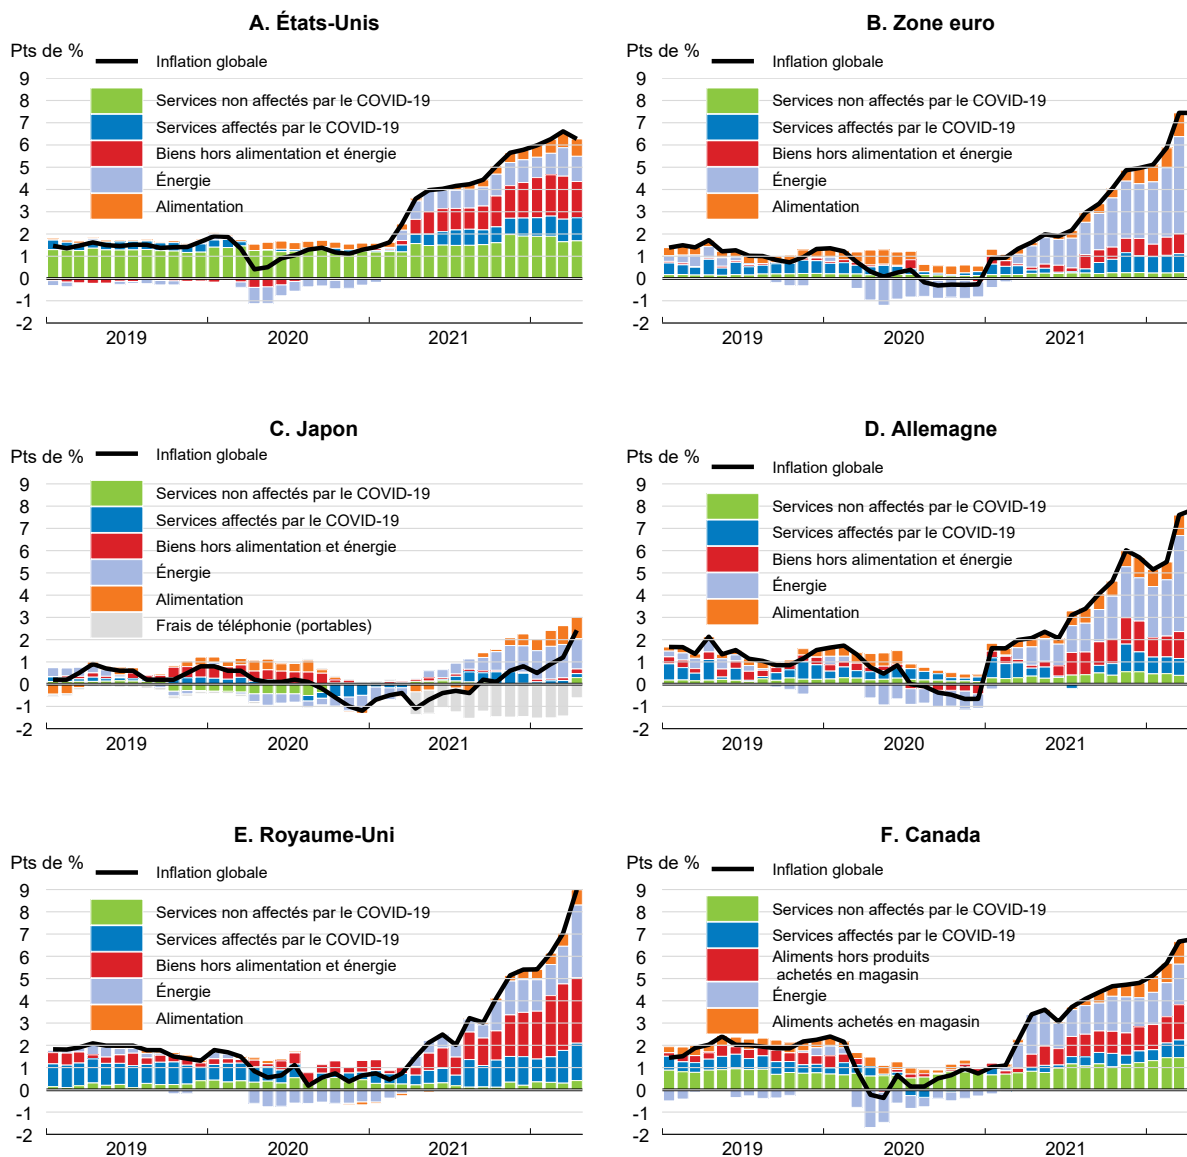 A. États-Unis
Pts de %
Inflation globale
9
8
7
6
5
4
3
2
1
0
-1
-2
Services non affectés par le COVID-19
Services affectés par le COVID-19
Biens hors alimentation et énergie
Énergie
Alimentation
2019
2020
2021
B. Zone euro
Pts de %
Inflation globale
9
8
7
6
5
4
3
2
1
0
-1
-2
Services non affectés par le COVID-19
Services affectés par le COVID-19
Biens hors alimentation et énergie
Énergie
Alimentation
2019
2020
2021
C. Japon
Pts de %
Inflation globale
9
8
7
6
5
4
3
2
1
0
-1
-2
Services non affectés par le COVID-19
Services affectés par le COVID-19
Biens hors alimentation et énergie
Énergie
Alimentation
Frais de téléphonie (portables)
2019
2020
2021
D. Allemagne
Pts de %
Inflation globale
9
8
7
6
5
4
3
2
1
0
-1
-2
Services non affectés par le COVID-19
Services affectés par le COVID-19
Biens hors alimentation et énergie
Énergie
Alimentation
2019
2020
2021
E. Royaume-Uni
Pts de %
Inflation globale
9
8
7
6
5
4
3
2
1
0
-1
-2
Services non affectés par le COVID-19
Services affectés par le COVID-19
Biens hors alimentation et énergie
Énergie
Alimentation
2019
2020
2021
F. Canada
Pts de %
Inflation globale
9
8
7
6
5
4
3
2
1
0
-1
-2
Services non affectés par le COVID-19
Services affectés par le COVID-19
Aliments hors produits
achetés en magasin
Énergie
Aliments achetés en magasin
2019
2020
2021